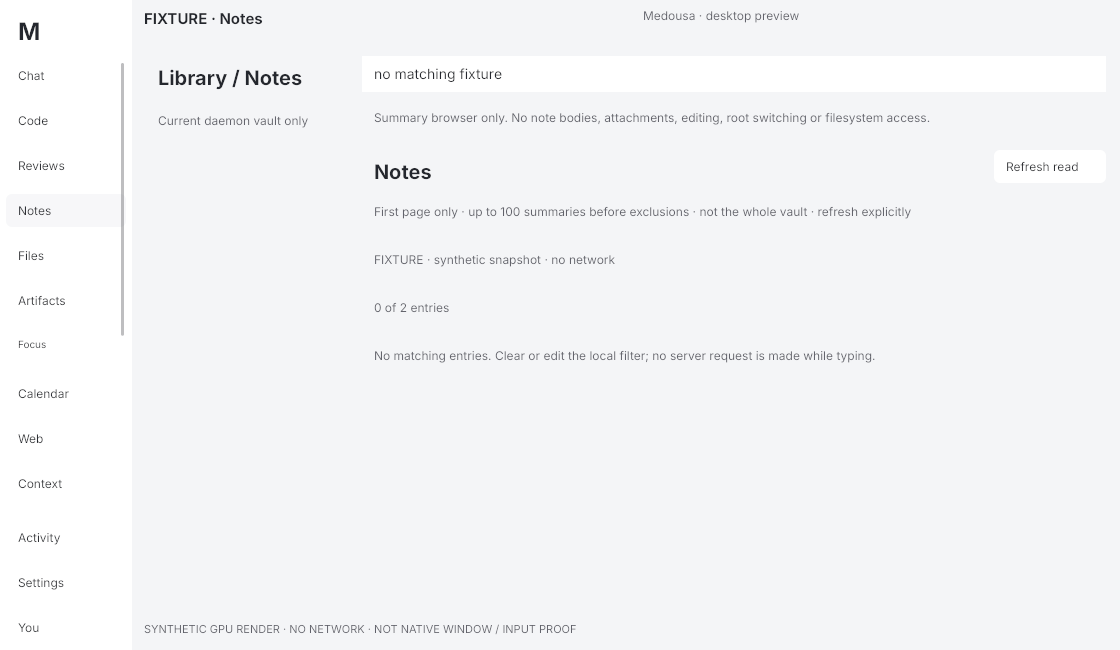 M
Chat
Code
Reviews
Notes
Files
Artifacts
Focus
Calendar
Web
Context
Activity
Settings
You
FIXTURE · Notes
Medousa · desktop preview
Library / Notes
Current daemon vault only
no matching fixture
Summary browser only. No note bodies, attachments, editing, root switching or filesystem access.
Notes
Refresh read
First page only · up to 100 summaries before exclusions · not the whole vault · refresh explicitly
FIXTURE · synthetic snapshot · no network
0 of 2 entries
No matching entries. Clear or edit the local filter; no server request is made while typing.
SYNTHETIC GPU RENDER · NO NETWORK · NOT NATIVE WINDOW / INPUT PROOF